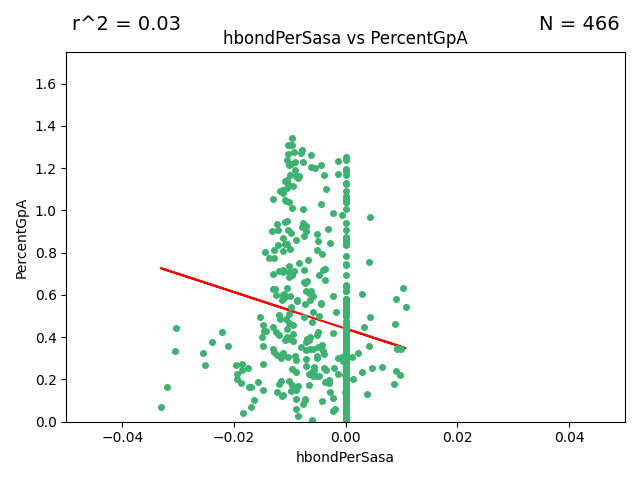 r^2 = 0.03
N = 466
hbondPerSasa vs PercentGpA
1.6
1.4
1.2
1.0
0.8
0.6
0.4
0.2
0.0
PercentGpA
−0.04 −0.02 0.00 0.02 0.04
hbondPerSasa